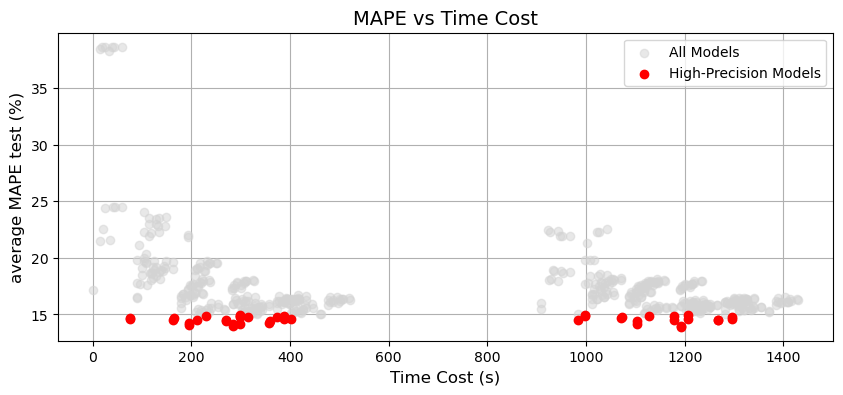 MAPE vs Time Cost
All Models
High-Precision Models
average MAPE test (%)
35
30
25
20
15
0 200 400 600 800 1000 1200 1400
Time Cost (s)